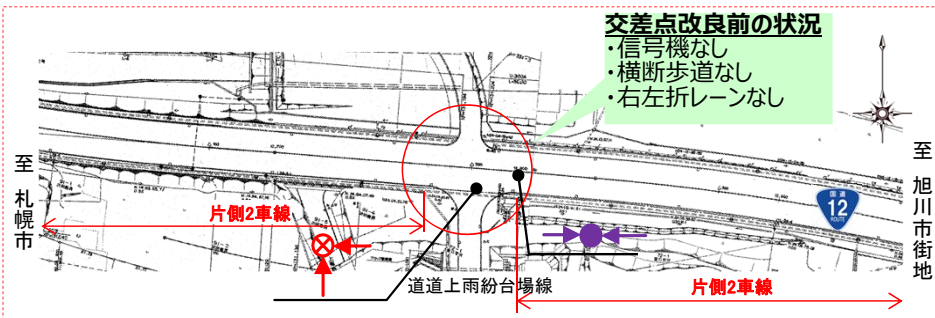 交差点改良前の状況
・信号機なし
・横断歩道なし
・右左折レーンなし
至 札幌市
至 旭川市街地
国道
12
ROUTE
片側2車線
道道上雨紛台場線
片側2車線